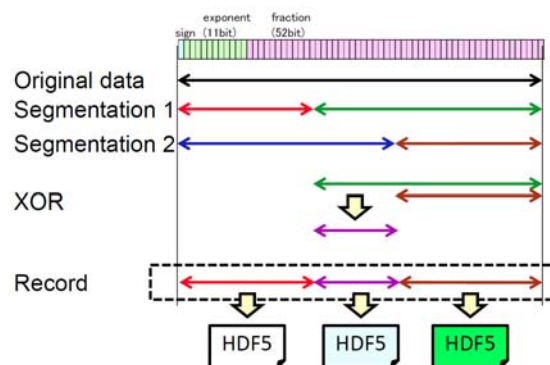 exponent fraction
sign (11bit) (52bit)
Original data
Segmentation 1
Segmentation 2
XOR
Record
HDF5 HDF5 HDF5